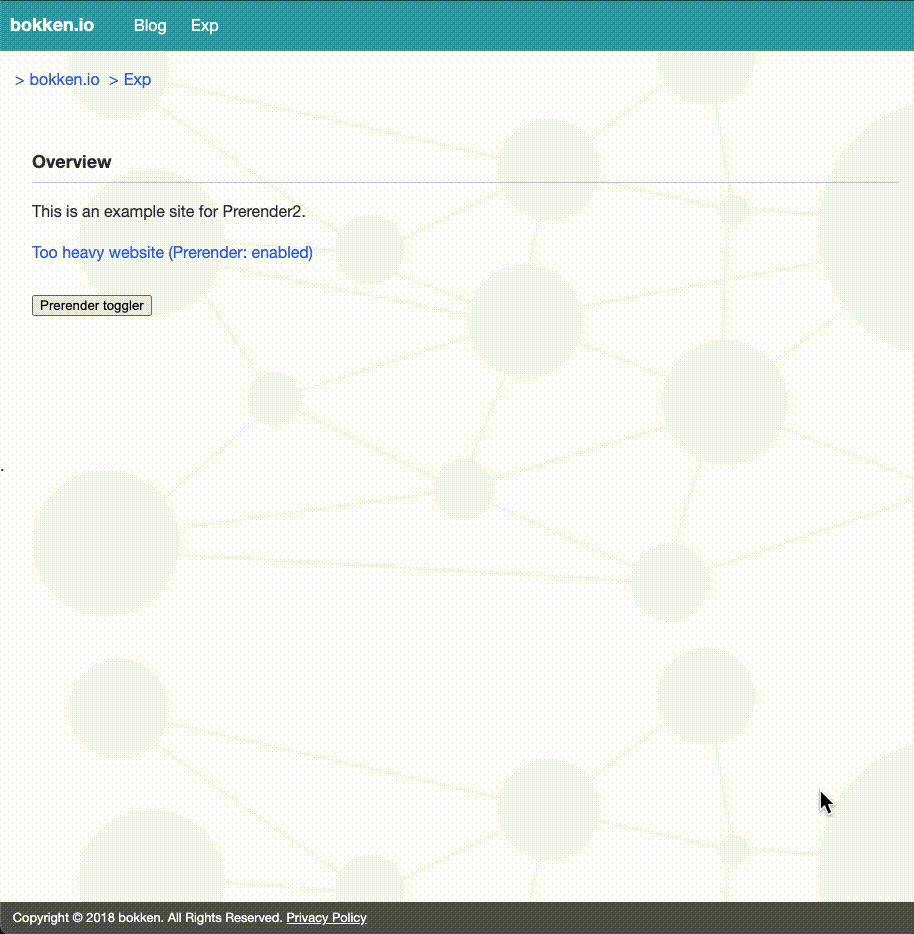 bokken.io Blog Exp
> bokken.io > Exp
Overview
This is an example site for Prerender2.
Too heavy website (Prerender: enabled)
Prerender toggler
.
Copyright © 2018 bokken. All Rights Reserved. Privacy Policy